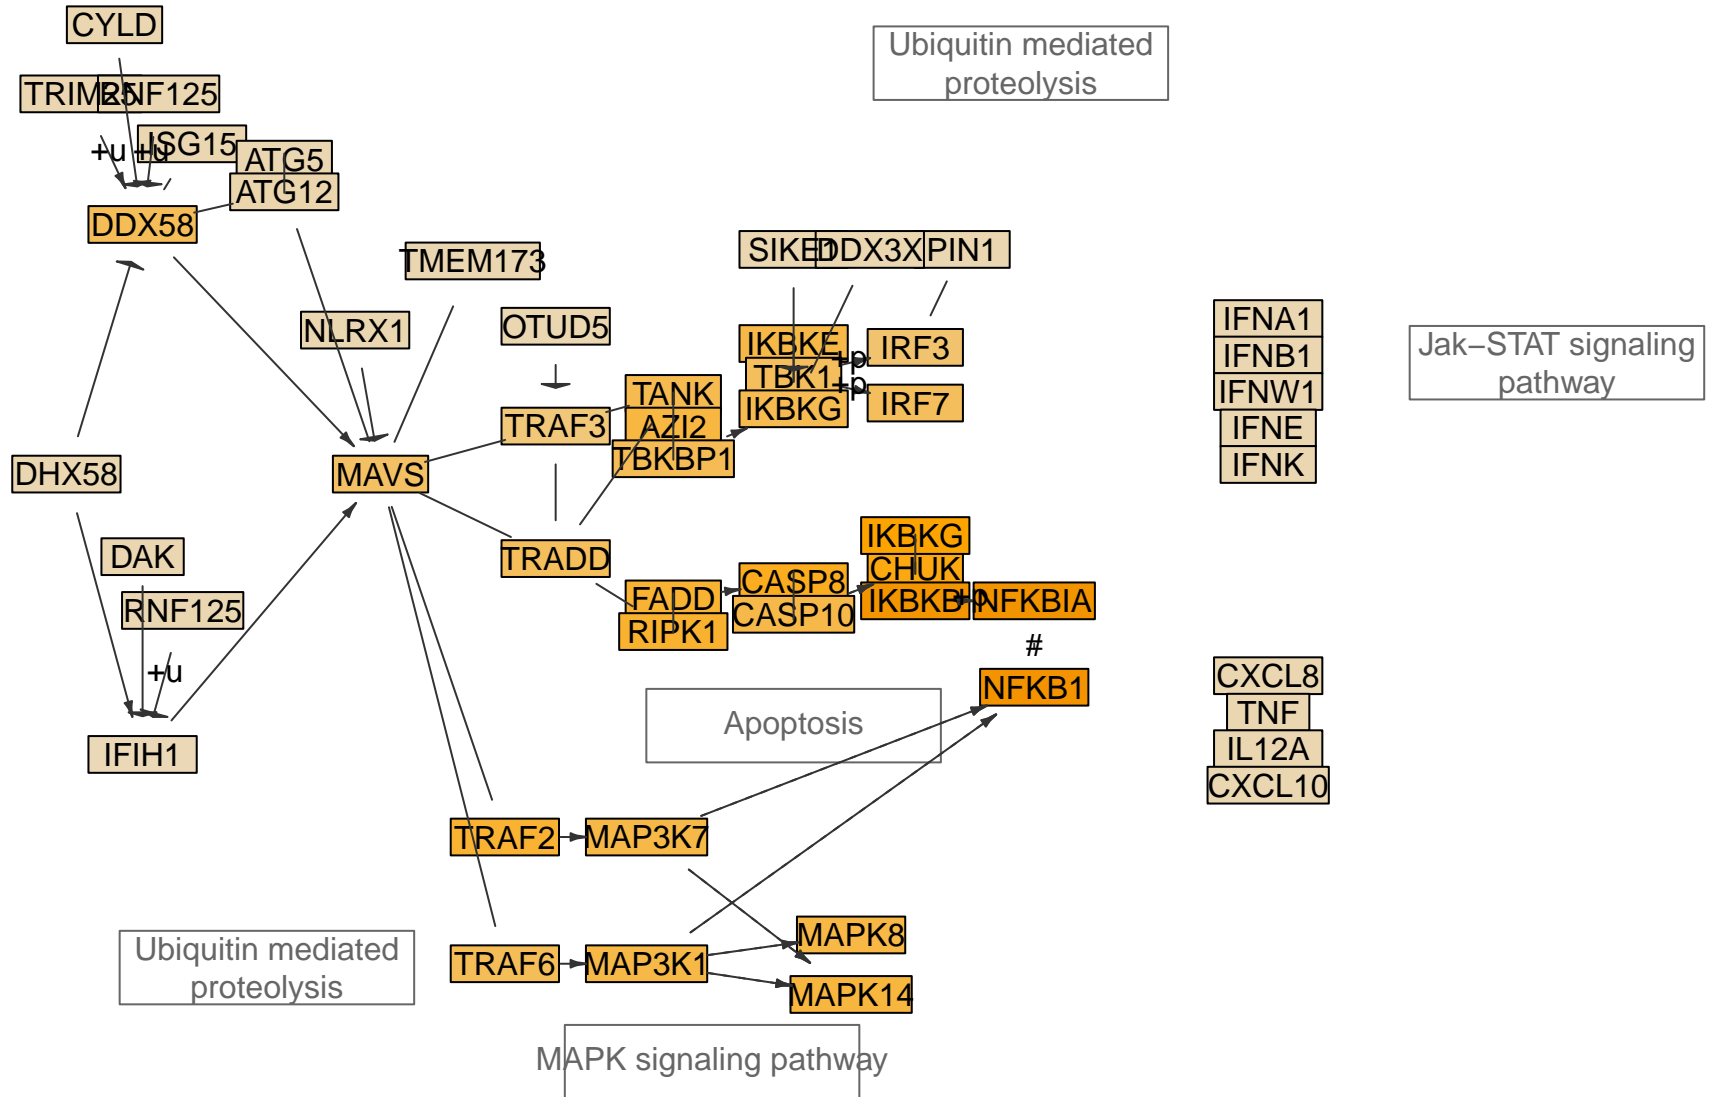 CYLD
Ubiquitin mediated
proteolysis
TRIM25
RNF125
ISG15
+u
+u
ATG5
ATG12
DDX58
TMEM173
SIKE1
DDX3X
PIN1
NLRX1
OTUD5
IKBKE
TBK1
IKBKG
+p
+p
IRF3
IRF7
IFNA1
IFNB1
IFNW1
IFNE
IFNK
Jak−STAT signaling
pathway
TRAF3
TANK
AZI2
TBKBP1
DHX58
MAVS
DAK
RNF125
+u
IFIH1
TRADD
FADD
RIPK1
CASP8
CASP10
IKBKG
CHUK
IKBKB
+p
NFKBIA
#
NFKB1
CXCL8
TNF
IL12A
CXCL10
Apoptosis
TRAF2
MAP3K7
TRAF6
MAP3K1
MAPK8
MAPK14
Ubiquitin mediated
proteolysis
MAPK signaling pathway